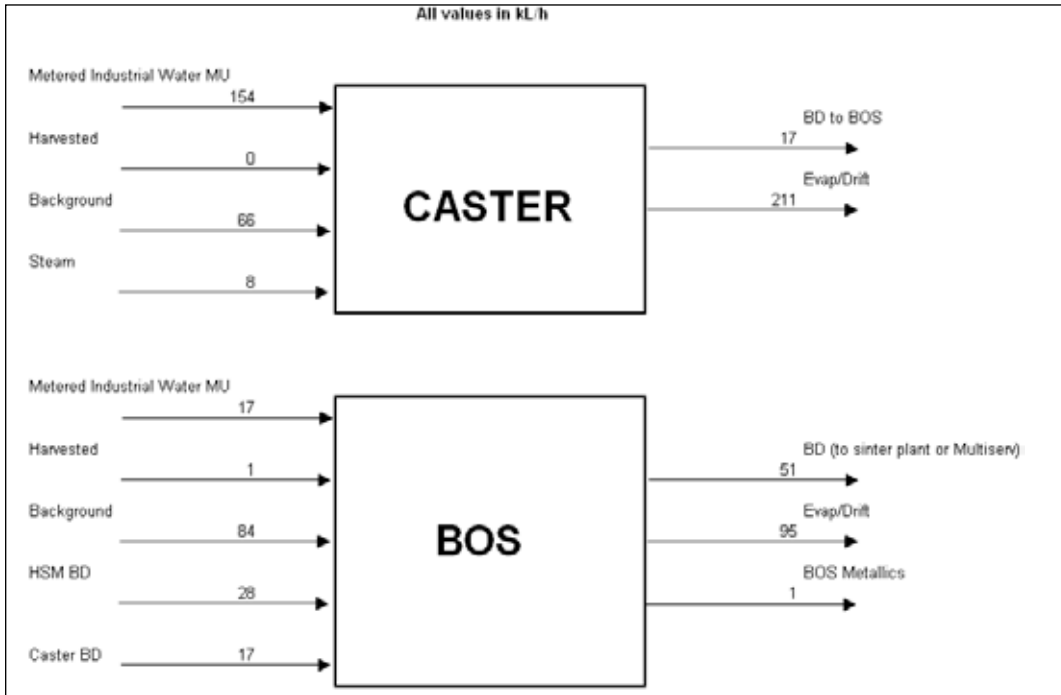 All values in kL/h
Metered Industrial Water MU
154
Harvested
0
Background
66
Steam
8
CASTER
BD to BOS
17
Evap/Drift
211
Metered Industrial Water MU
17
Harvested
1
Background
84
HSM BD
28
Caster BD
17
BOS
BD (to sinter plant or Multiserv)
51
Evap/Drift
95
BOS Metallics
1